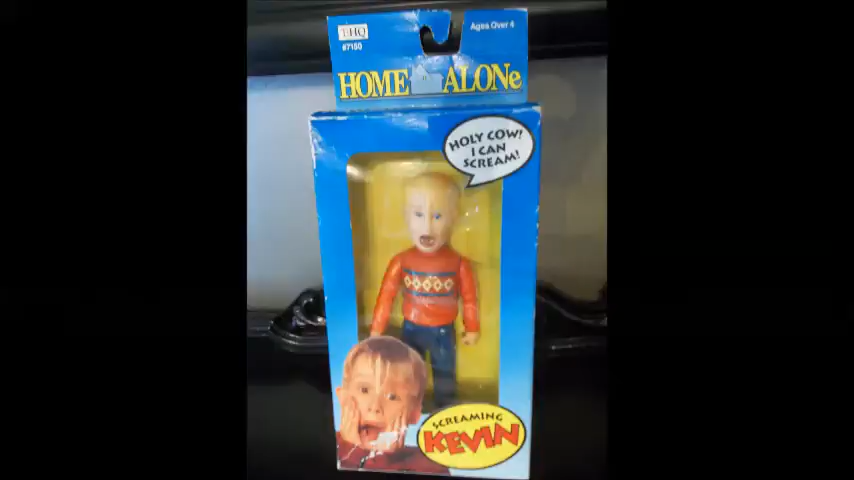 THQ
#7150
Ages Over 4
HOME ALONe
HOLY COW!
I CAN
SCREAM!
SCREAMING
KEVIN